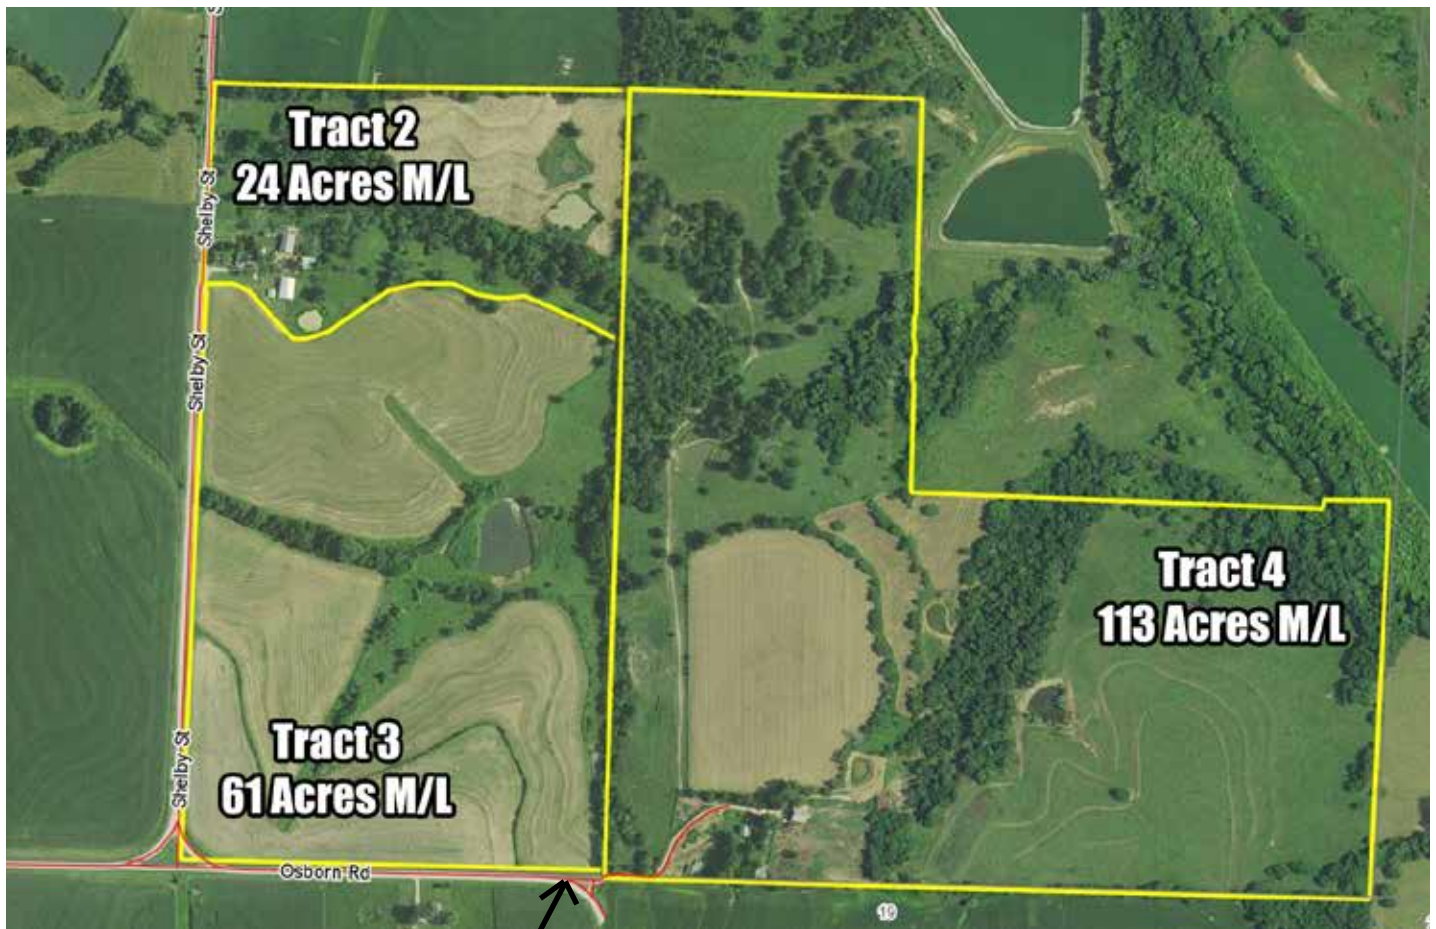 Tract 2
24 Acres M/L
Shelby St
Shelby St
Tract 4
113 Acres M/L
Tract 3
61 Acres M/L
Shelby St
Osborn Rd
19